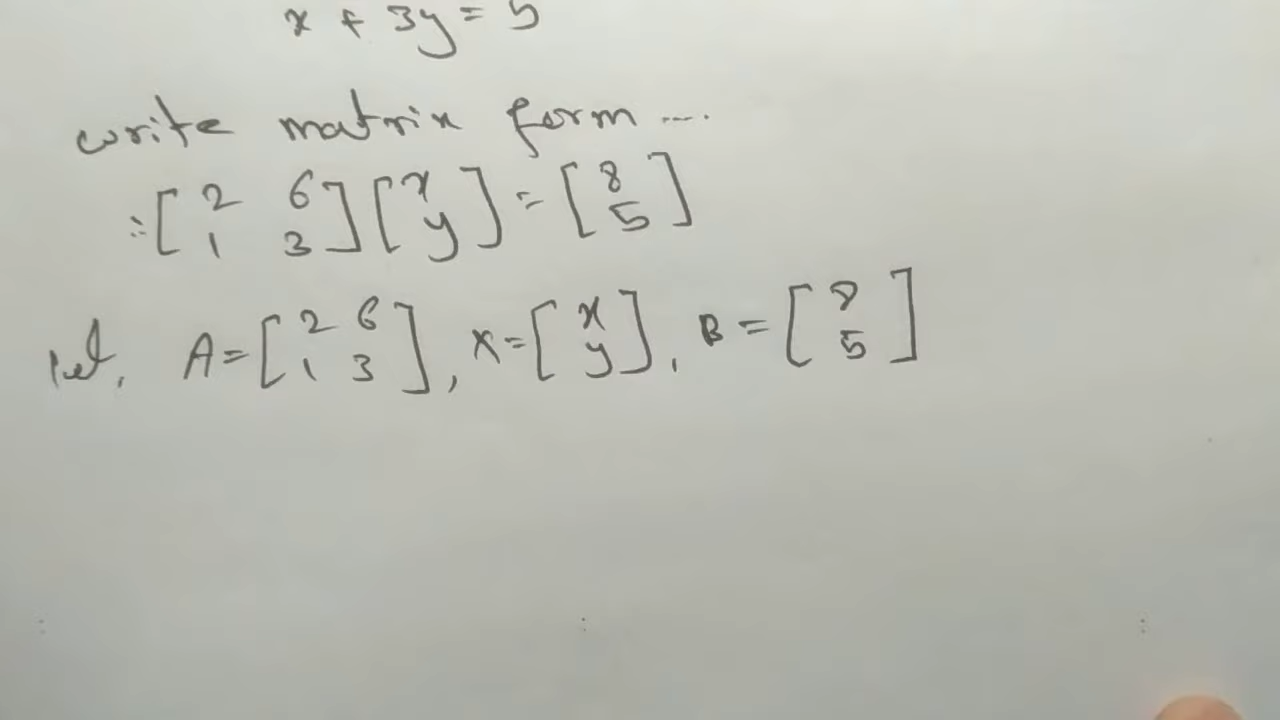 x + 3y = 5
write matrix form ....
∴ [ 2 6 1 3 ] [ x y ] = [ 8 5 ]
let, A = [ 2 6 1 3 ], X = [ x y ], B = [ 8 5 ]